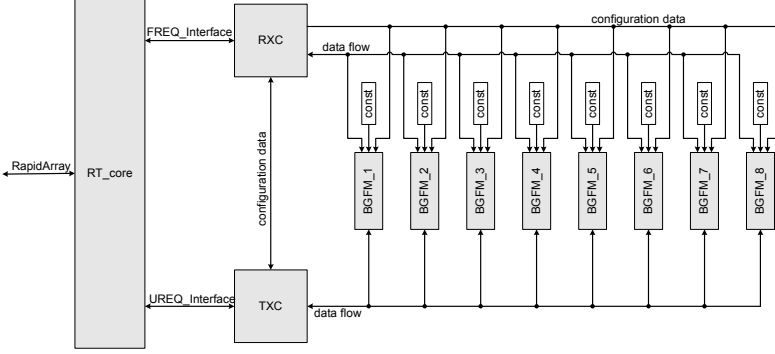 configuration data
FREQ_Interface
RXC
data flow
const
const
const
const
const
const
const
const
RapidArray
RT_core
configuration data
BGFM_1
BGFM_2
BGFM_3
BGFM_4
BGFM_5
BGFM_6
BGFM_7
BGFM_8
UREQ_Interface
TXC
data flow